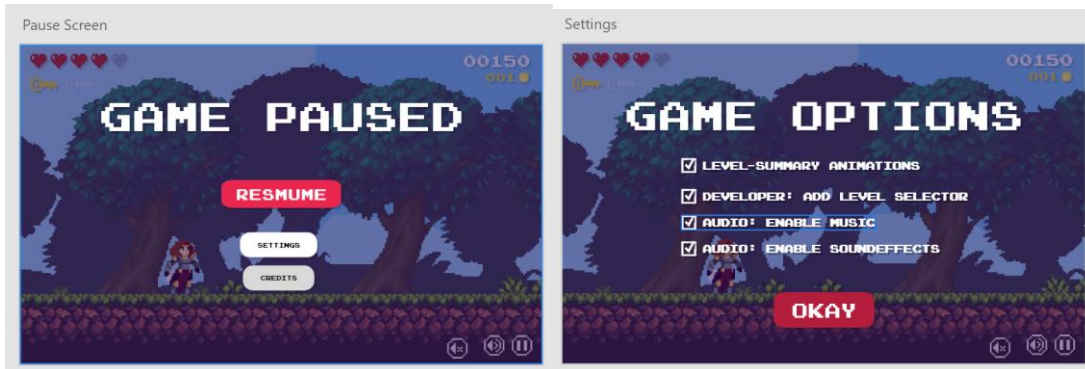 Pause Screen
00150
001
GAME PAUSED
RESMUME
SETTINGS
CREDITS
Settings
00150
001
GAME OPTIONS
LEVEL-SUMMARY ANIMATIONS
DEVELOPER: ADD LEVEL SELECTOR
AUDIO: ENABLE MUSIC
AUDIO: ENABLE SOUNDEFFECTS
OKAY